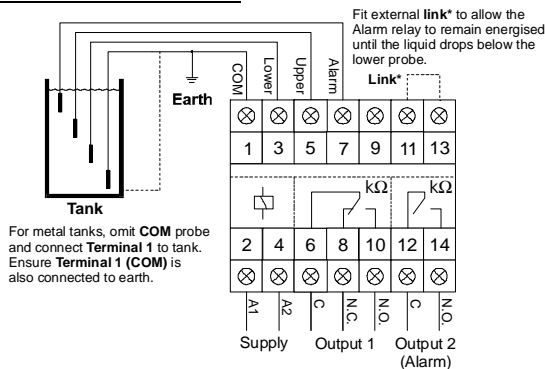 Fit external link* to allow the
Alarm relay to remain energised
until the liquid drops below the
lower probe.
Link*
COM
Lower
Upper
Alarm
Earth
1 3 5 7 9 11 13
Tank
For metal tanks, omit COM probe
and connect Terminal 1 to tank.
Ensure Terminal 1 (COM) is
also connected to earth.
kΩ kΩ
2 4 6 8 10 12 14
A1 A2 C N.C. N.O. C N.O.
Supply Output 1 Output 2
(Alarm)